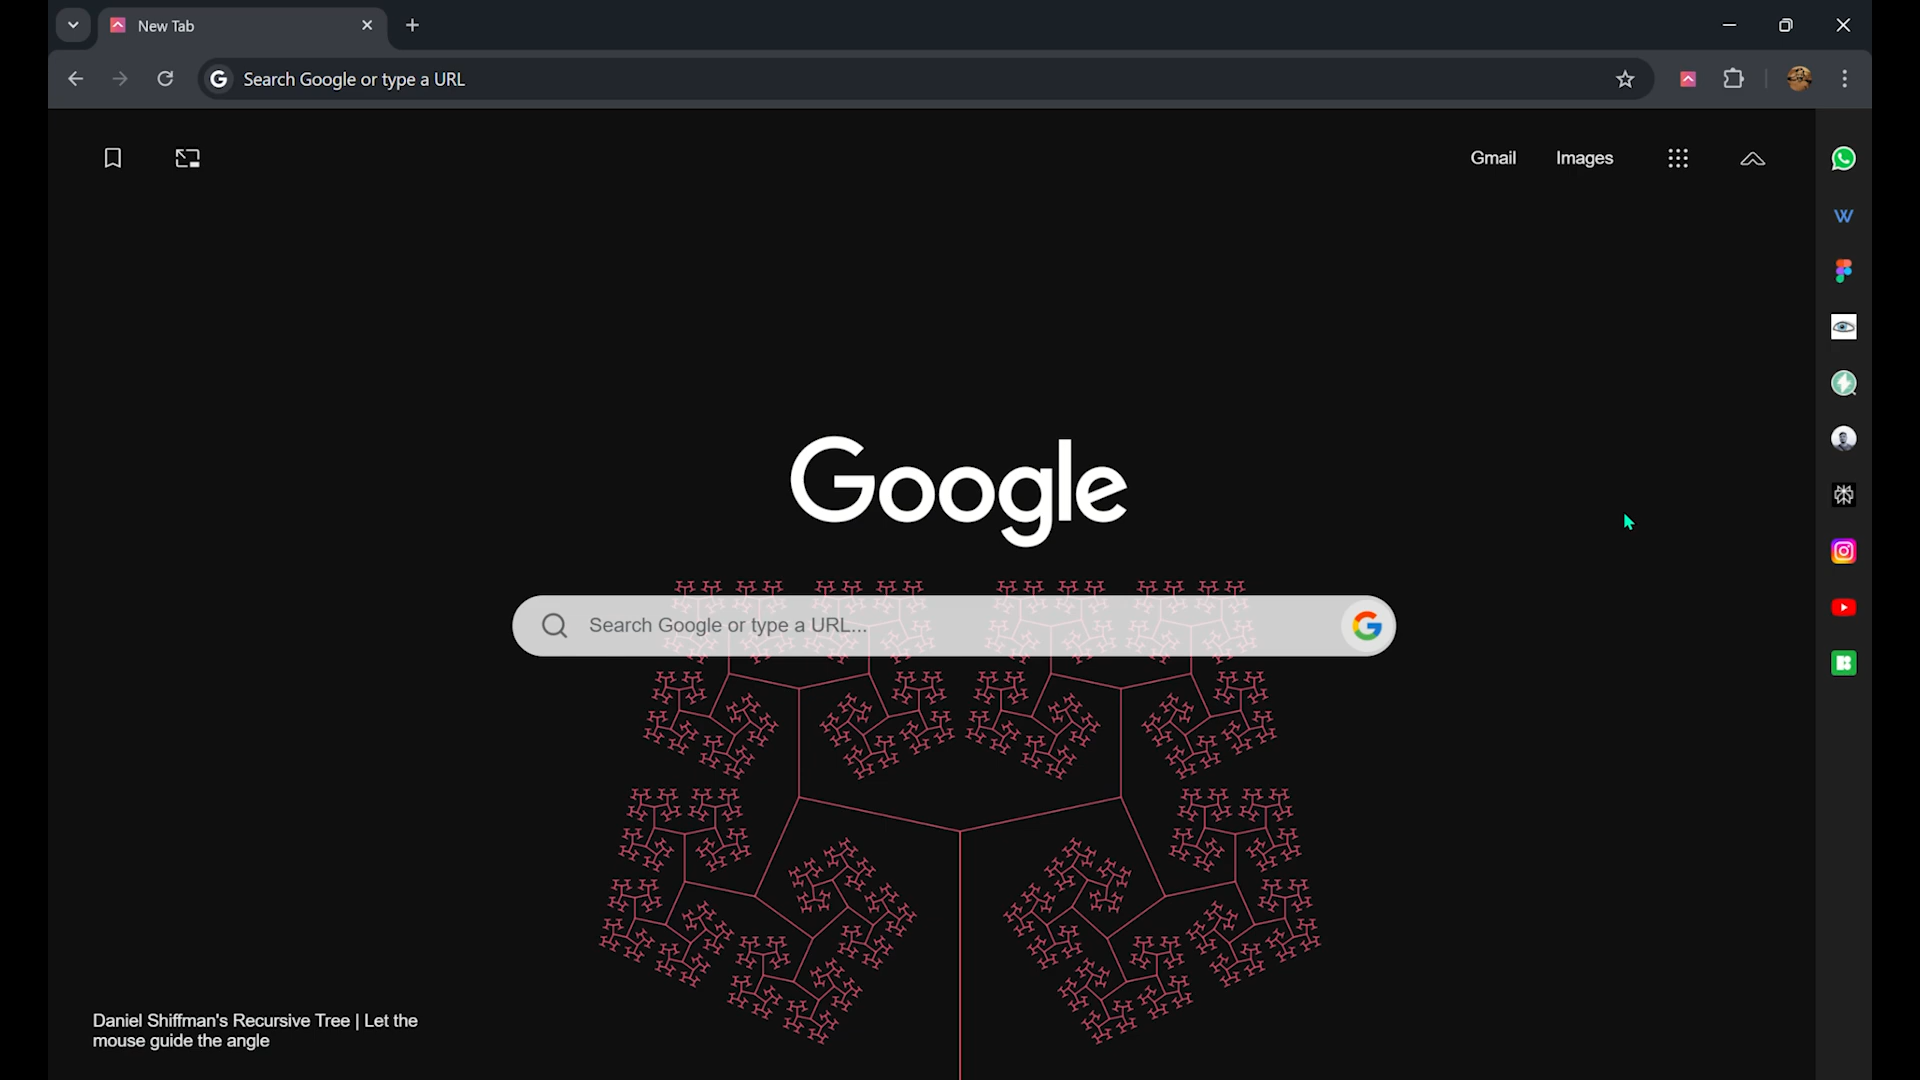 New Tab
Search Google or type a URL
Gmail Images
W
Google
Search Google or type a URL...
Daniel Shiffman's Recursive Tree | Let the
mouse guide the angle